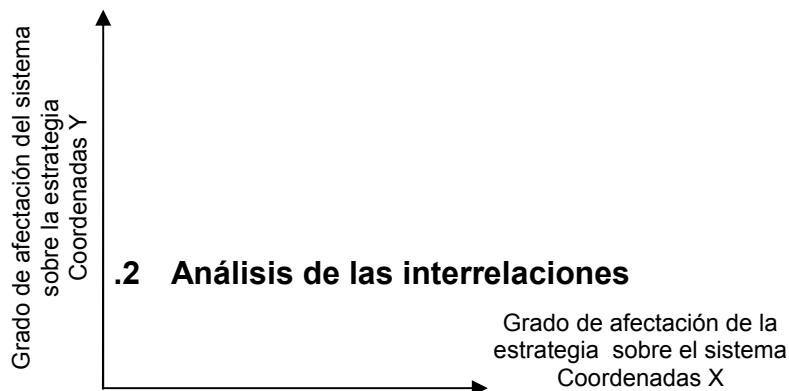 Grado de afectación del sistema
sobre la estrategia
Coordenadas Y
.2 Análisis de las interrelaciones
Grado de afectación de la
estrategia sobre el sistema
Coordenadas X